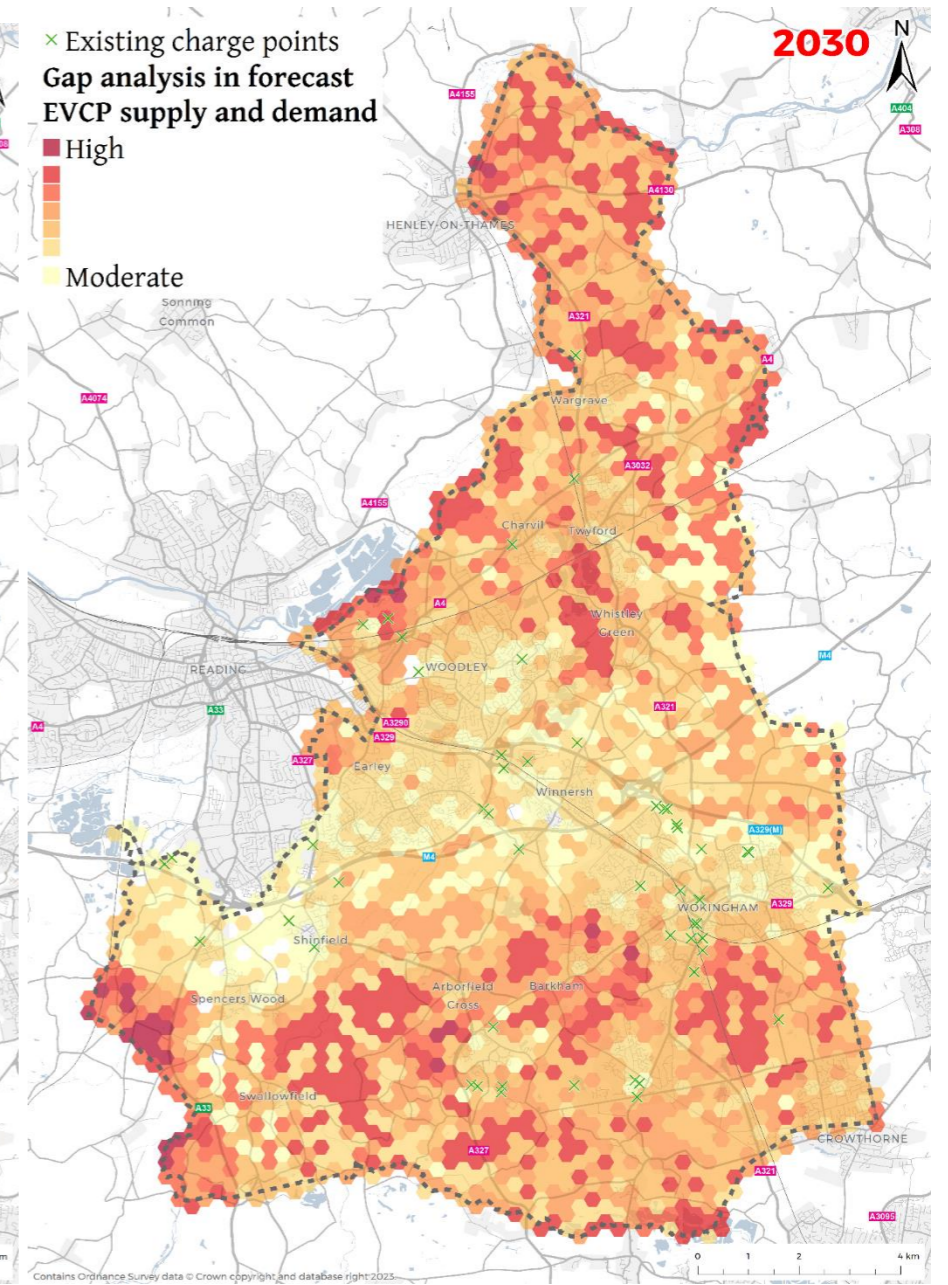 × Existing charge points
Gap analysis in forecast
EVCP supply and demand
High
Moderate
2030
N
A4155
A404
A308
08
A4130
HENLEY-ON-THAMES
Sonning
Common
A321
A4
A4074
Wargrave
A3032
A4155
Charvil
Twyford
A4
Whistley
Green
READING
WOODLEY
M4
A33
A321
A4
A3290
A329
A327
Earley
Winnersh
A329(M)
M4
WOKINGHAM
A329
Shinfield
Spencers Wood
Arborfield
Cross
Barkham
Swallowfield
A33
A327
CROWTHORNE
A321
A3095
m
0 1 2 4 km
Contains Ordnance Survey data © Crown copyright and database right 2023